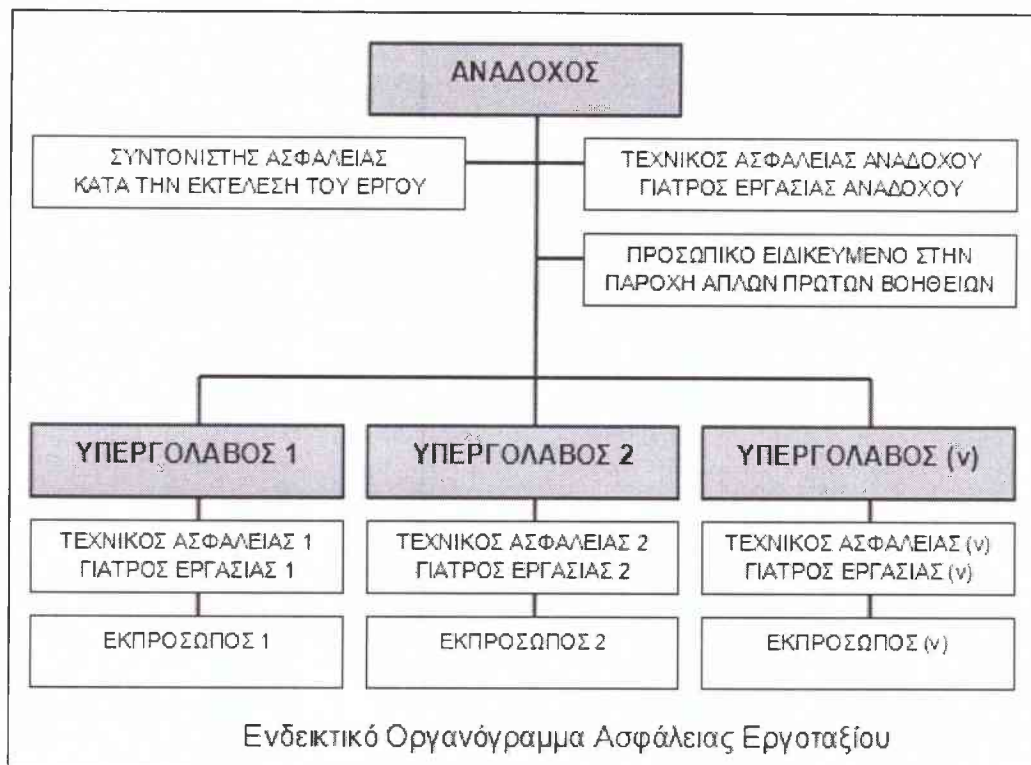 ΑΝΑΔΟΧΟΣ
ΣΥΝΤΟΝΙΣΤΗΣ ΑΣΦΑΛΕΙΑΣ
ΚΑΤΑ ΤΗΝ ΕΚΤΕΛΕΣΗ ΤΟΥ ΕΡΓΟΥ
ΤΕΧΝΙΚΟΣ ΑΣΦΑΛΕΙΑΣ ΑΝΑΔΟΧΟΥ
ΓΙΑΤΡΟΣ ΕΡΓΑΣΙΑΣ ΑΝΑΔΟΧΟΥ
ΠΡΟΣΩΠΙΚΟ ΕΙΔΙΚΕΥΜΕΝΟ ΣΤΗΝ
ΠΑΡΟΧΗ ΑΠΛΩΝ ΠΡΩΤΩΝ ΒΟΗΘΕΙΩΝ
ΥΠΕΡΓΟΛΑΒΟΣ 1
ΥΠΕΡΓΟΛΑΒΟΣ 2
ΥΠΕΡΓΟΛΑΒΟΣ (ν)
ΤΕΧΝΙΚΟΣ ΑΣΦΑΛΕΙΑΣ 1
ΓΙΑΤΡΟΣ ΕΡΓΑΣΙΑΣ 1
ΤΕΧΝΙΚΟΣ ΑΣΦΑΛΕΙΑΣ 2
ΓΙΑΤΡΟΣ ΕΡΓΑΣΙΑΣ 2
ΤΕΧΝΙΚΟΣ ΑΣΦΑΛΕΙΑΣ (ν)
ΓΙΑΤΡΟΣ ΕΡΓΑΣΙΑΣ (ν)
ΕΚΠΡΟΣΩΠΟΣ 1
ΕΚΠΡΟΣΩΠΟΣ 2
ΕΚΠΡΟΣΩΠΟΣ (ν)
Ενδεικτικό Οργανόγραμμα Ασφάλειας Εργοταξίου